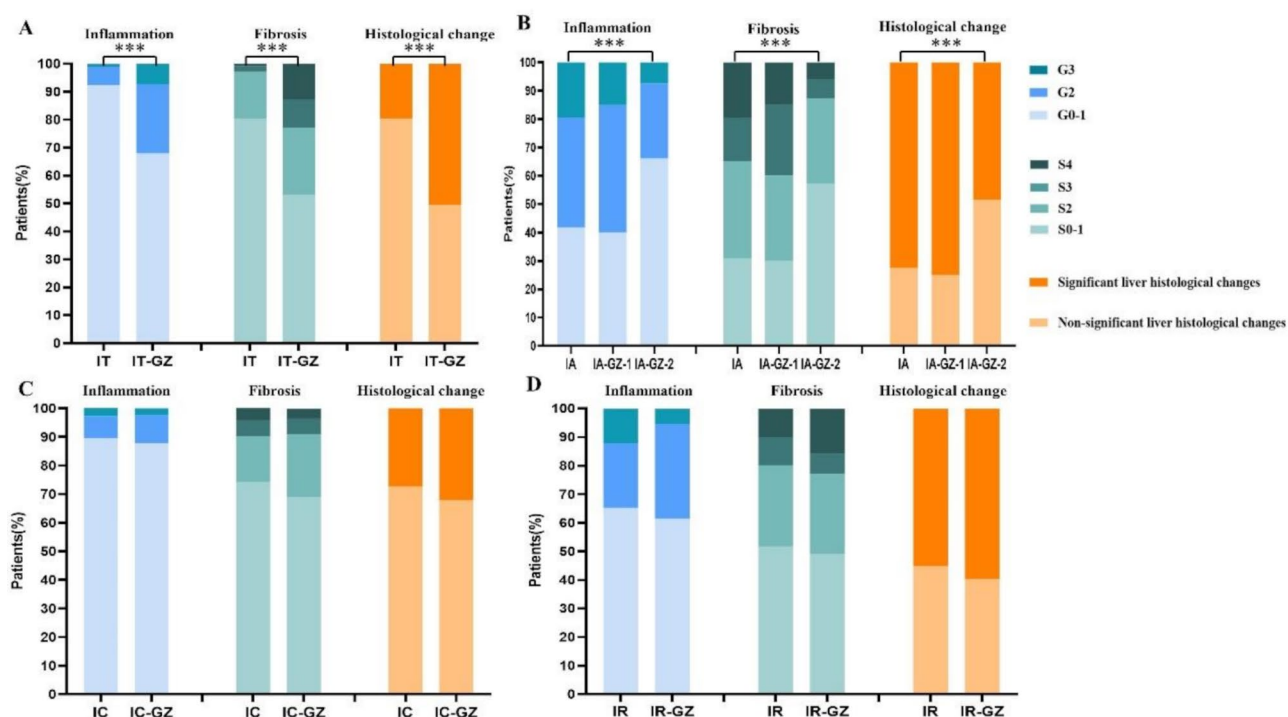 A
Inflammation Fibrosis Histological change
*** *** ***
Patients(%)
100
90
80
70
60
50
40
30
20
10
0
IT IT-GZ IT IT-GZ IT IT-GZ
B
Inflammation Fibrosis Histological change
*** *** ***
Patients(%)
100
90
80
70
60
50
40
30
20
10
0
IA IA-GZ-1 IA-GZ-2 IA IA-GZ-1 IA-GZ-2 IA IA-GZ-1 IA-GZ-2
G3
G2
G0-1
S4
S3
S2
S0-1
Significant liver histological changes
Non-significant liver histological changes
C
Inflammation Fibrosis Histological change
Patients(%)
100
90
80
70
60
50
40
30
20
10
0
IC IC-GZ IC IC-GZ IC IC-GZ
D
Inflammation Fibrosis Histological change
Patients(%)
100
90
80
70
60
50
40
30
20
10
0
IR IR-GZ IR IR-GZ IR IR-GZ